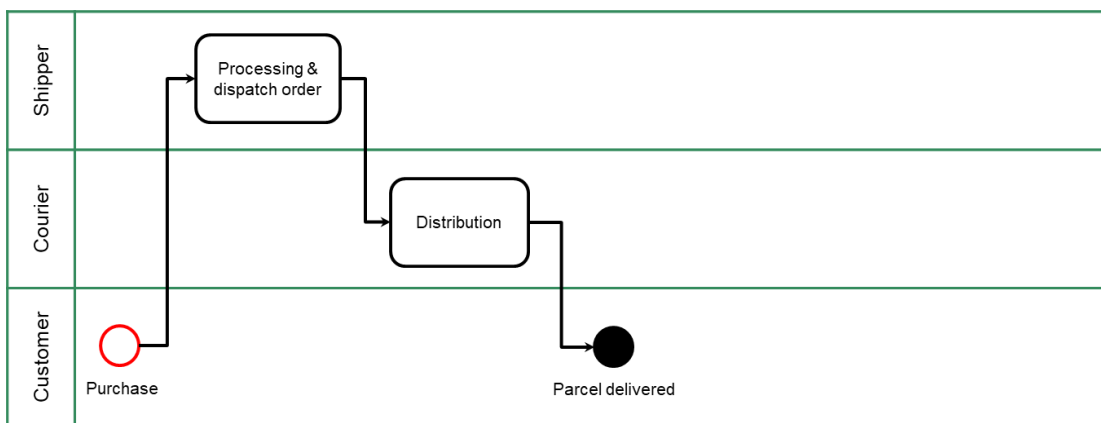 Shipper
Processing &
dispatch order
Courier
Distribution
Customer
Purchase
Parcel delivered